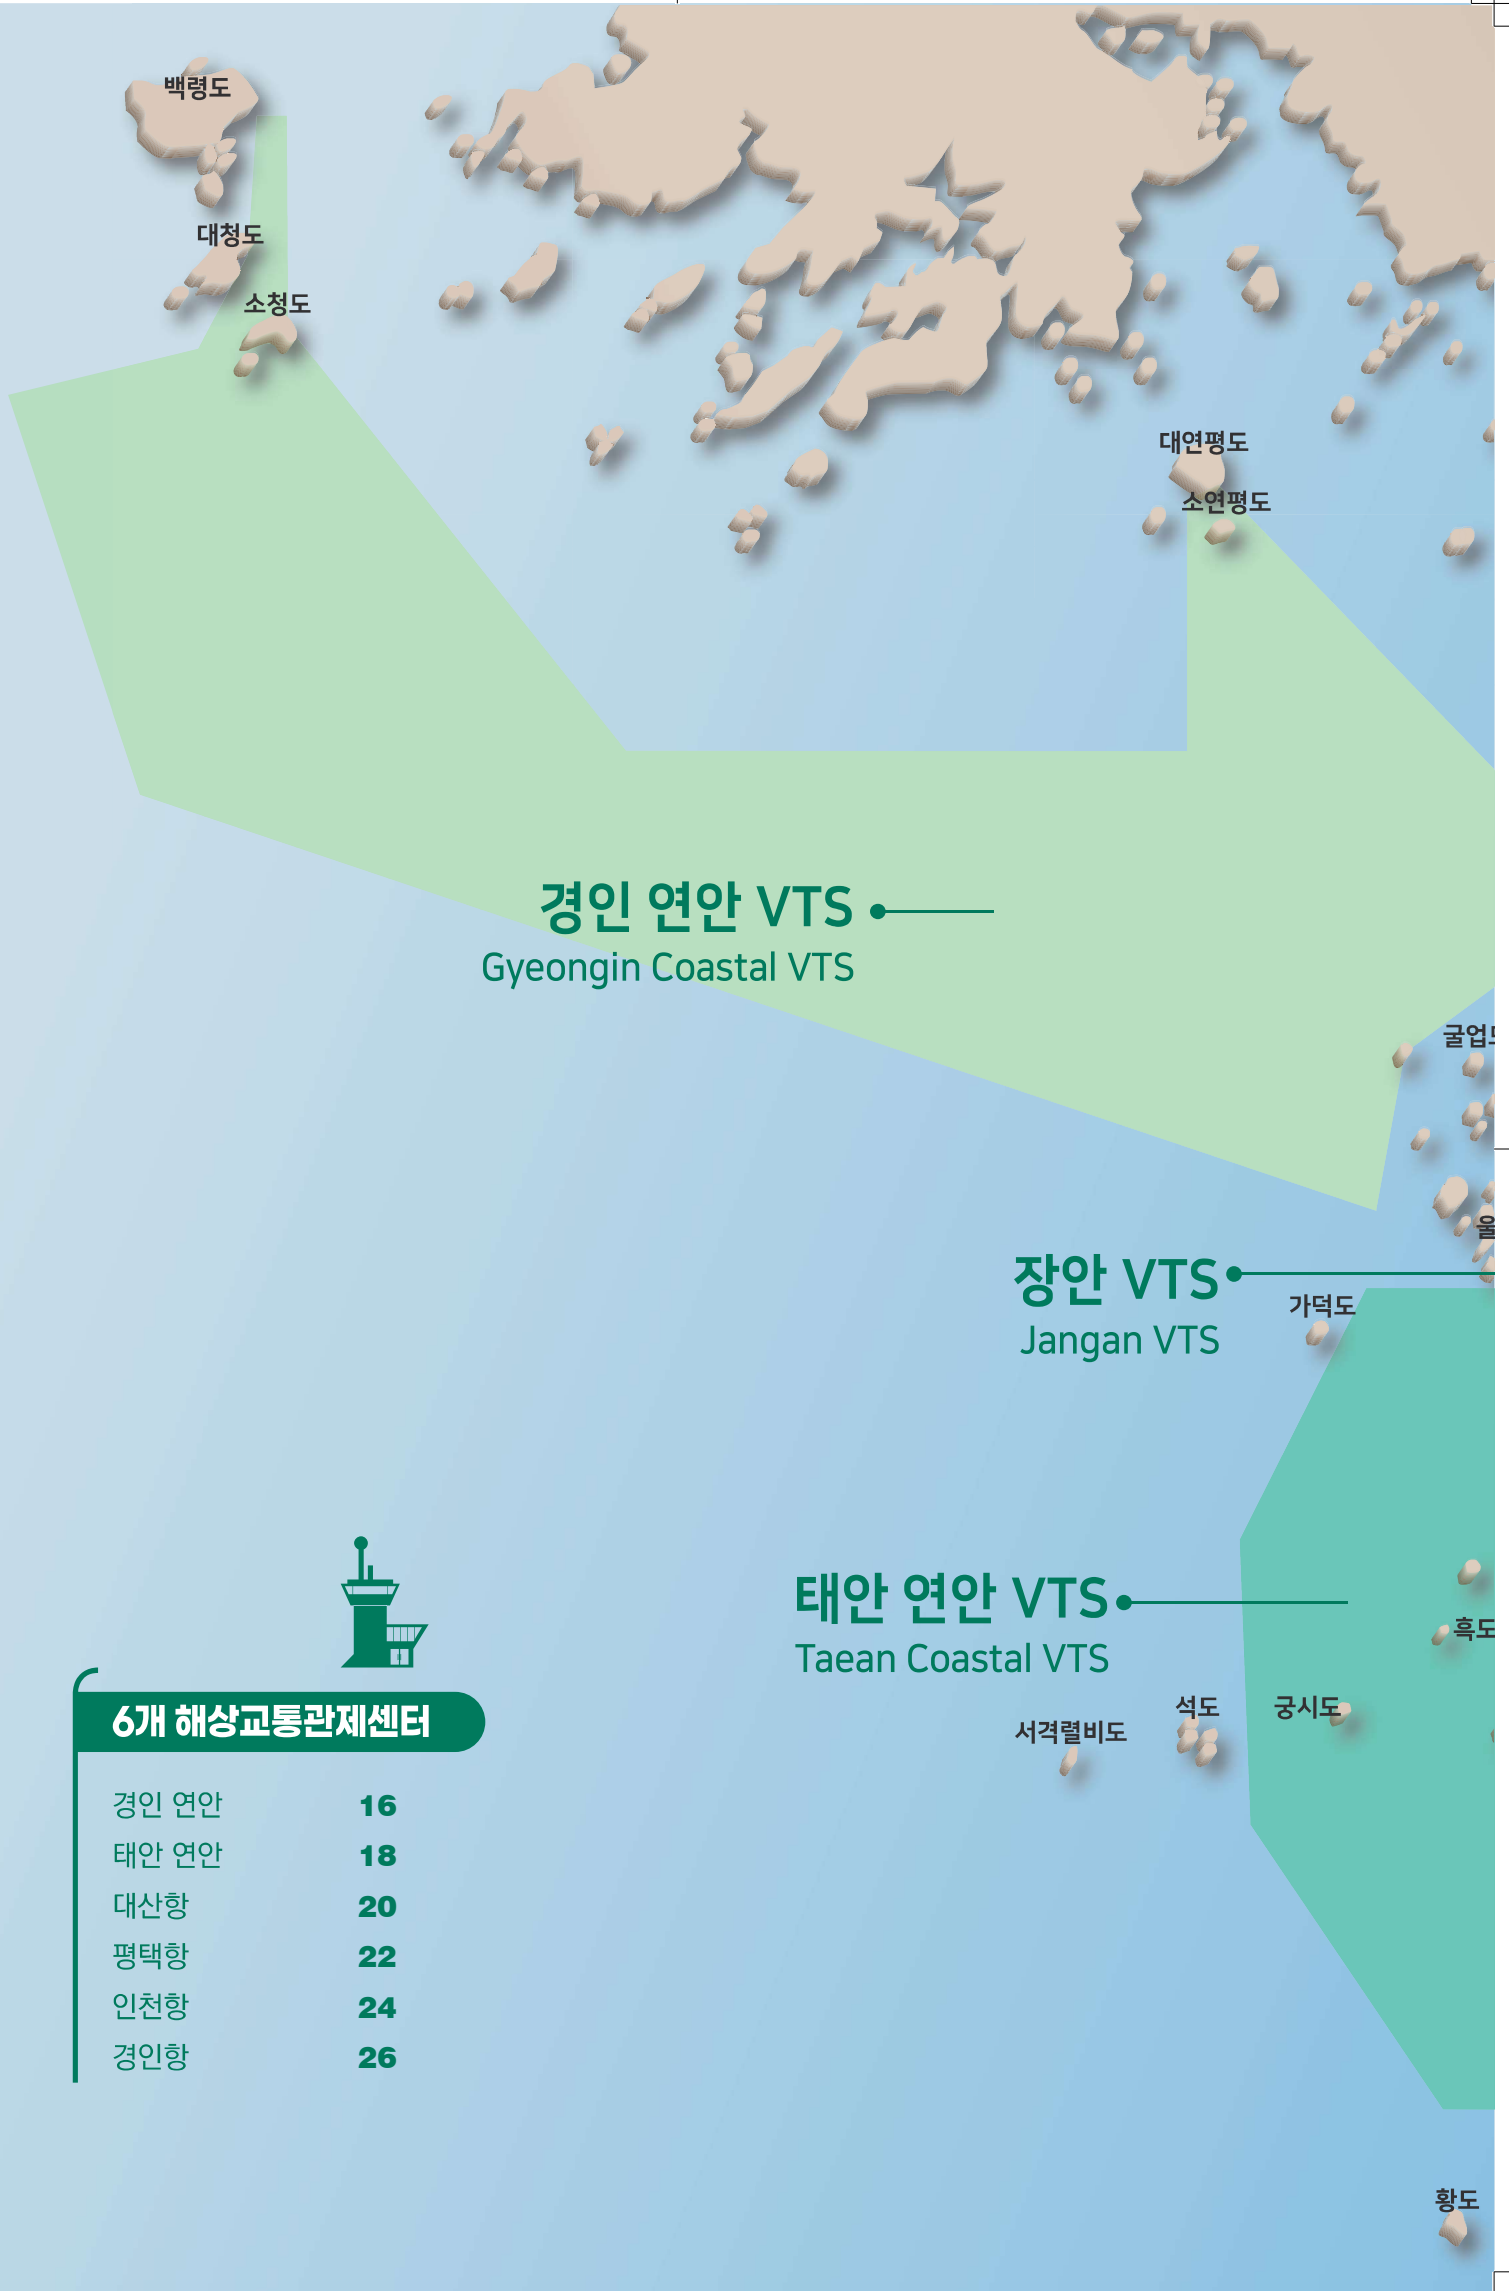 백령도
대청도
소청도
대연평도
소연평도
경인 연안 VTS
Gyeongin Coastal VTS
굴업도
울
장안 VTS
Jangan VTS
가덕도
태안 연안 VTS
Taean Coastal VTS
흑도
석도
궁시도
서격렬비도
6개 해상교통관제센터
경인 연안 16
태안 연안 18
대산항 20
평택항 22
인천항 24
경인항 26
황도